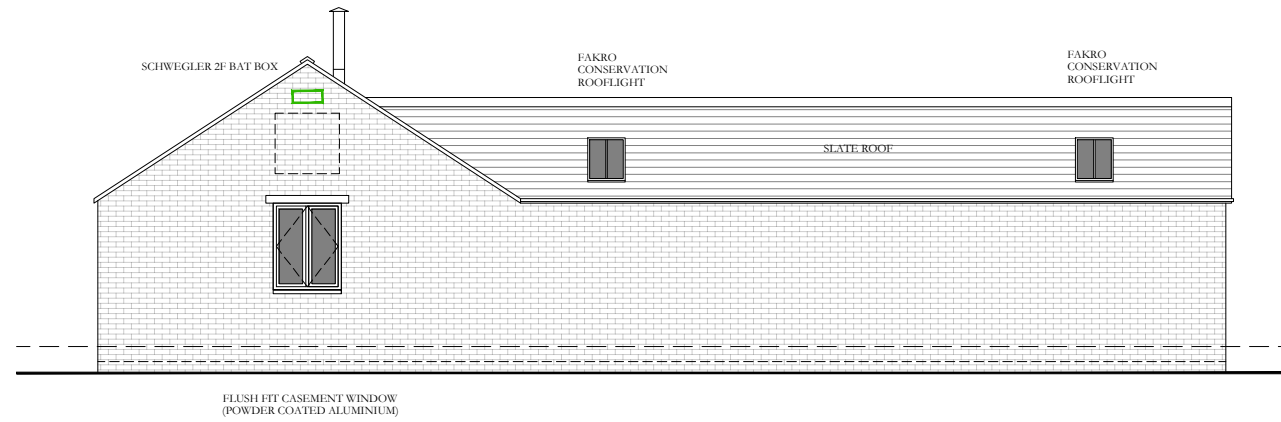 SCHWEGLER 2F BAT BOX
FAKRO
CONSERVATION
ROOFLIGHT
FAKRO
CONSERVATION
ROOFLIGHT
SLATE ROOF
FLUSH FIT CASEMENT WINDOW
(POWDER COATED ALUMINIUM)